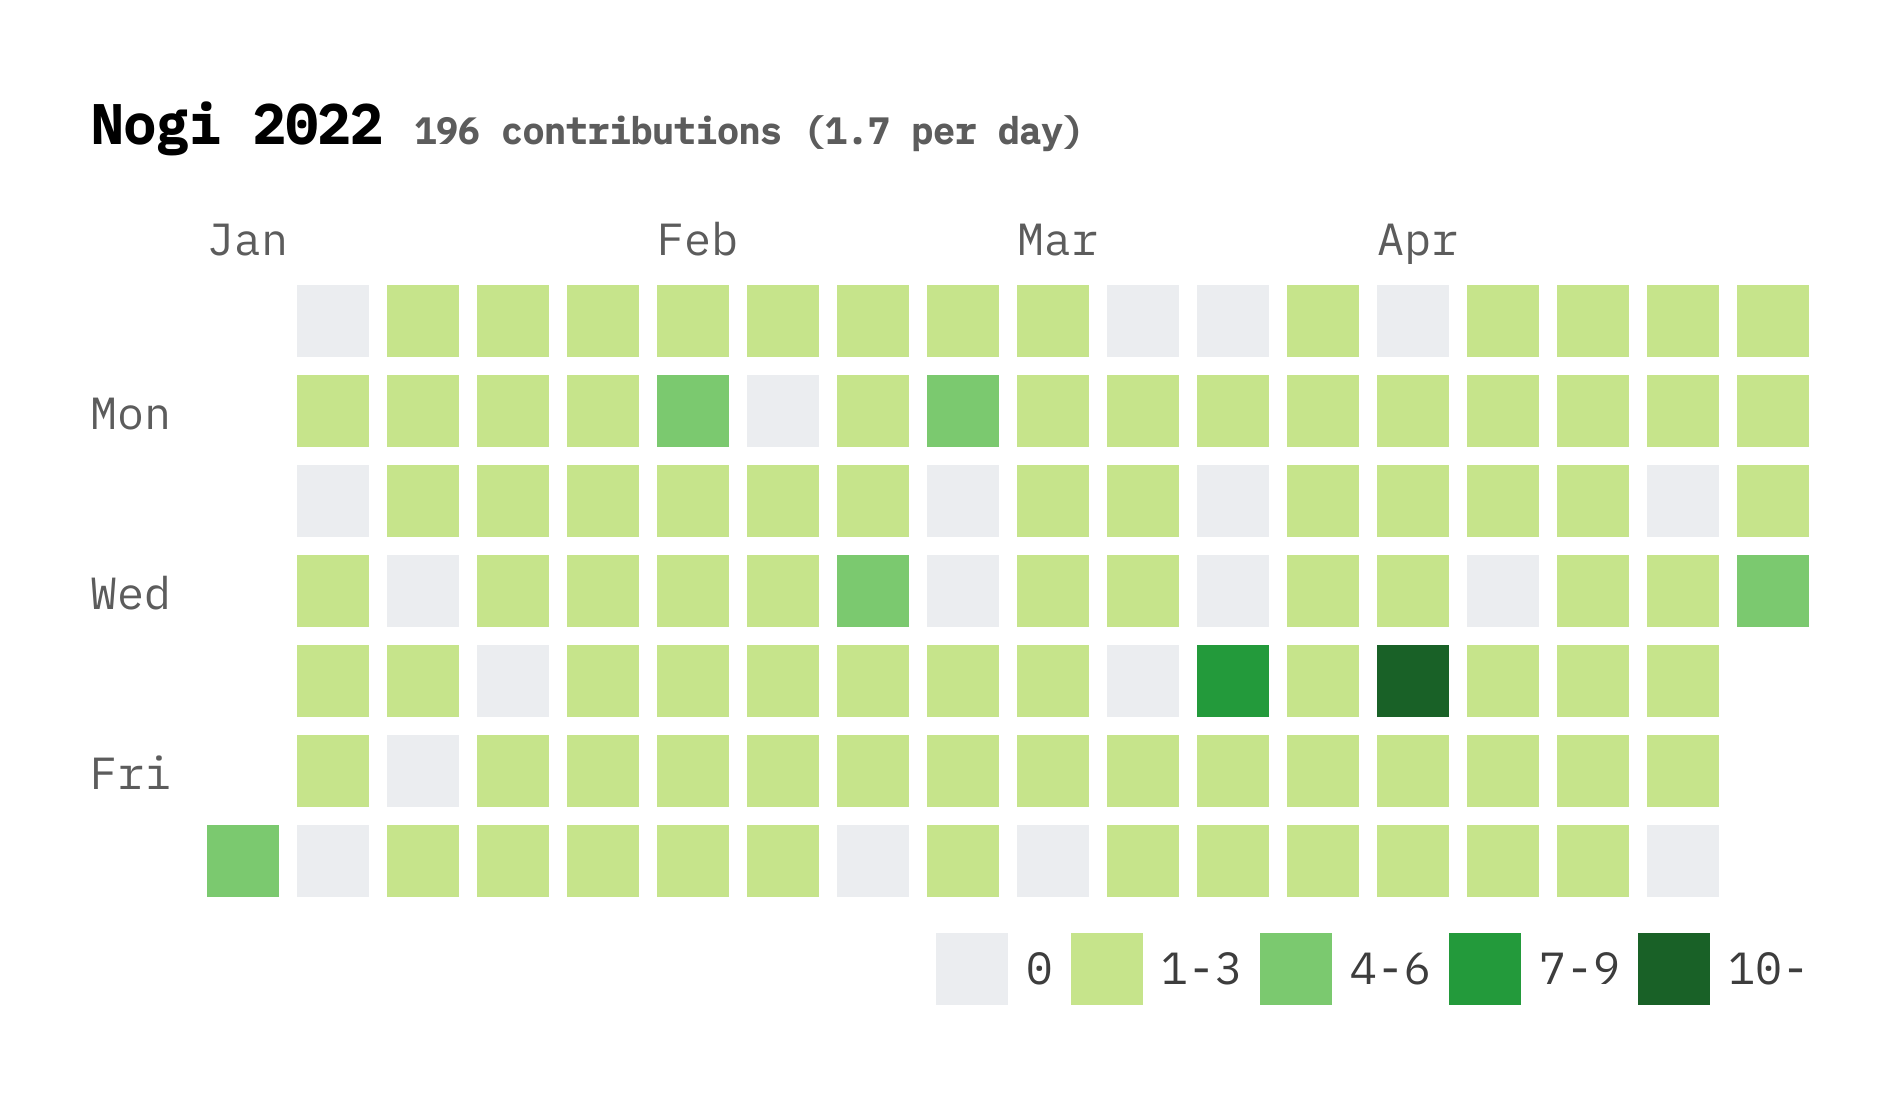 Nogi 2022 196 contributions (1.7 per day)
Jan Feb Mar Apr
Mon
Wed
Fri
0 1-3 4-6 7-9 10-